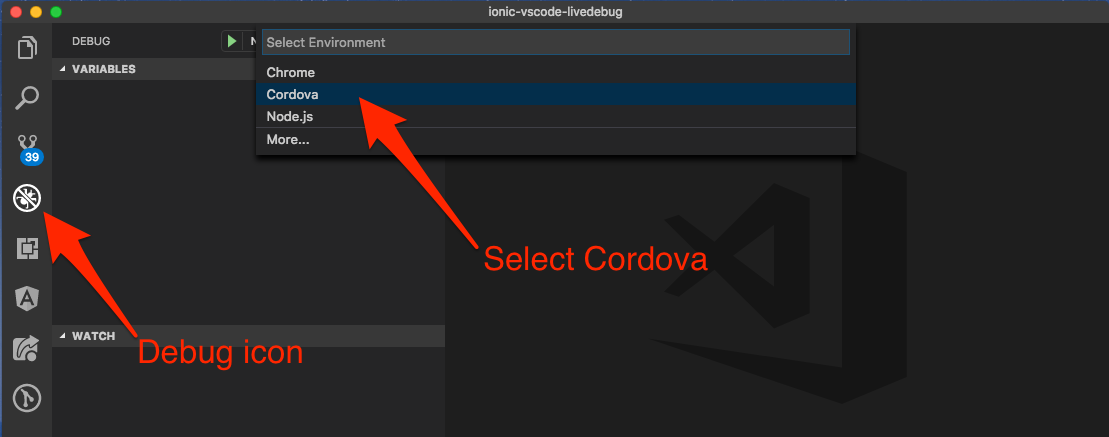 ionic-vscode-livedebug
DEBUG
Select Environment
VARIABLES
Chrome
Cordova
Node.js
More...
39
Select Cordova
WATCH
Debug icon